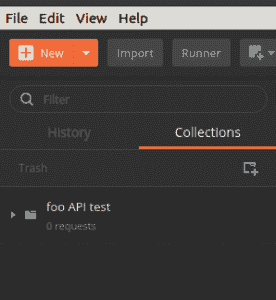 File Edit View Help
New Import Runner
Filter
History Collections
Trash
foo API test
0 requests